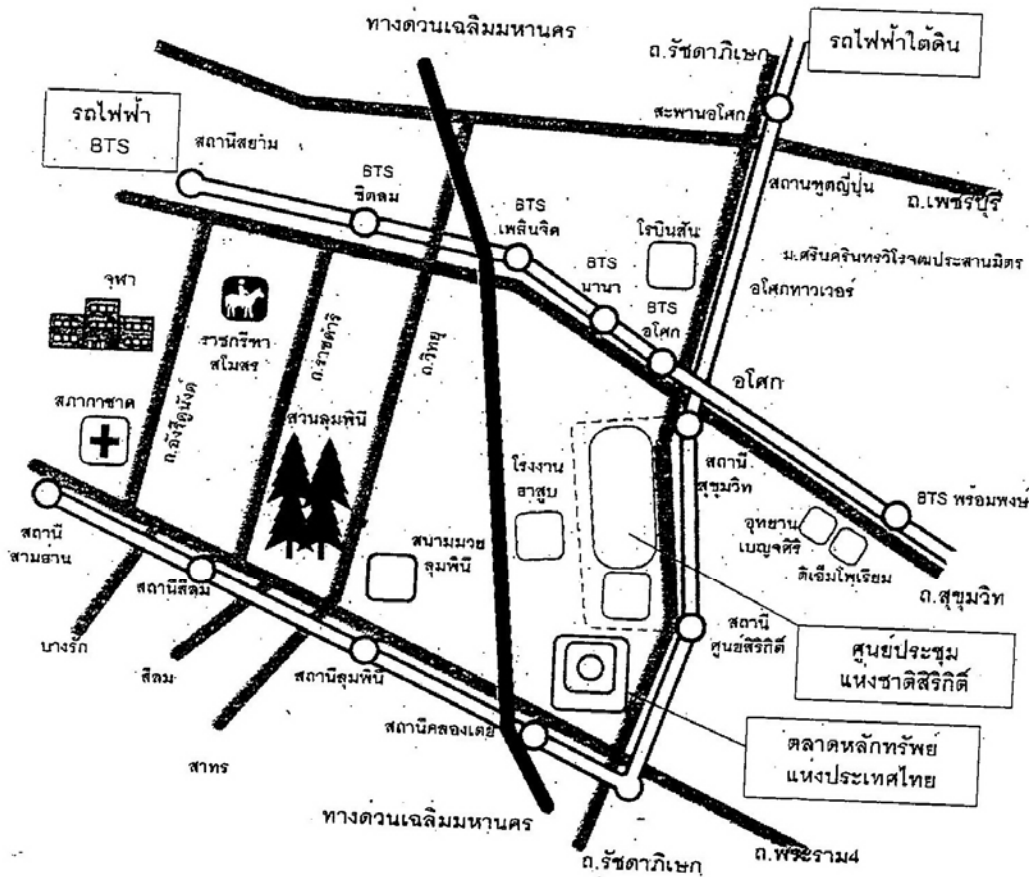 ทางด่วนเฉลิมมหานคร
ถ.รัชดาภิเษก
รถไฟฟ้าใต้ดิน
รถไฟฟ้า
BTS
สถานีสยาม
สะพานอโศก
BTS
ชิดลม
BTS
เพลินจิต
สถานทูตญี่ปุ่น
ถ.เพชรบุรี
โรบินสัน
ม.ศรีนครินทรวิโรฒประสานมิตร
BTS
นานา
อโศกทาวเวอร์
จุฬา
BTS
อโศก
ราชกรีฑา
สโมสร
ถ.ราชดำริ
ถ.วิทยุ
อโศก
สภากาชาด
ถ.อังรีดูนังต์
สวนลุมพินี
โรงงาน
ยาสูบ
สถานี
สุขุมวิท
BTS พร้อมพงษ์
อุทยาน
เบญจศิริ
ดิเอ็มโพเรียม
สถานี
สามย่าน
สนามมวย
ลุมพินี
สถานีสีลม
ถ.สุขุมวิท
สถานี
ศูนย์สิริกิติ์
บางรัก
สีลม
สถานีลุมพินี
ศูนย์ประชุม
แห่งชาติสิริกิติ์
สถานีคลองเตย
สาทร
ตลาดหลักทรัพย์
แห่งประเทศไทย
ทางด่วนเฉลิมมหานคร
ถ.รัชดาภิเษก
ถ.พระราม4